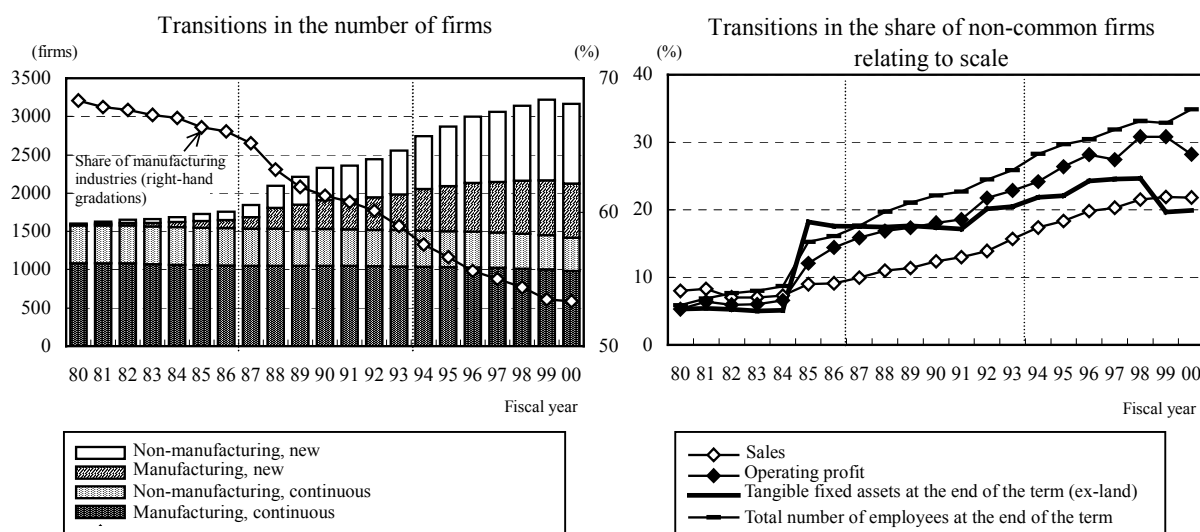 Transitions in the number of firms
(firms)
(%)
3500
3000
2500
2000
1500
1000
500
0
70
60
50
Share of manufacturing
industries (right-hand
gradations)
80 81 82 83 84 85 86 87 88 89 90 91 92 93 94 95 96 97 98 99 00
Fiscal year
Non-manufacturing, new
Manufacturing, new
Non-manufacturing, continuous
Manufacturing, continuous
Transitions in the share of non-common firms
relating to scale
(%)
40
30
20
10
0
80 81 82 83 84 85 86 87 88 89 90 91 92 93 94 95 96 97 98 99 00
Fiscal year
Sales
Operating profit
Tangible fixed assets at the end of the term (ex-land)
Total number of employees at the end of the term